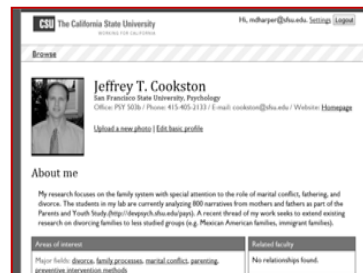 CSU The California State University
WORKING FOR CALIFORNIA
Hi, mdharper@sfsu.edu. Settings Logout
Browse
Jeffrey T. Cookston
San Francisco State University, Psychology
Office: PSY 503b / Phone: 415-405-2133 / E-mail: cookston@sfsu.edu / Website: Homepage
Upload a new photo | Edit basic profile
About me
My research focuses on the family system with special attention to the role of marital conflict, fathering, and
divorce. The students in my lab are currently analyzing 800 narratives from mothers and fathers as part of the
Parents and Youth Study.(http://devpsych.sfsu.edu/pays). A recent thread of my work seeks to extend existing
research on divorcing families to less studied groups (e.g. Mexican American families, immigrant families).
Areas of interest
Related faculty
Major fields: divorce, family processes, marital conflict, parenting,
preventive intervention methods
No relationships found.